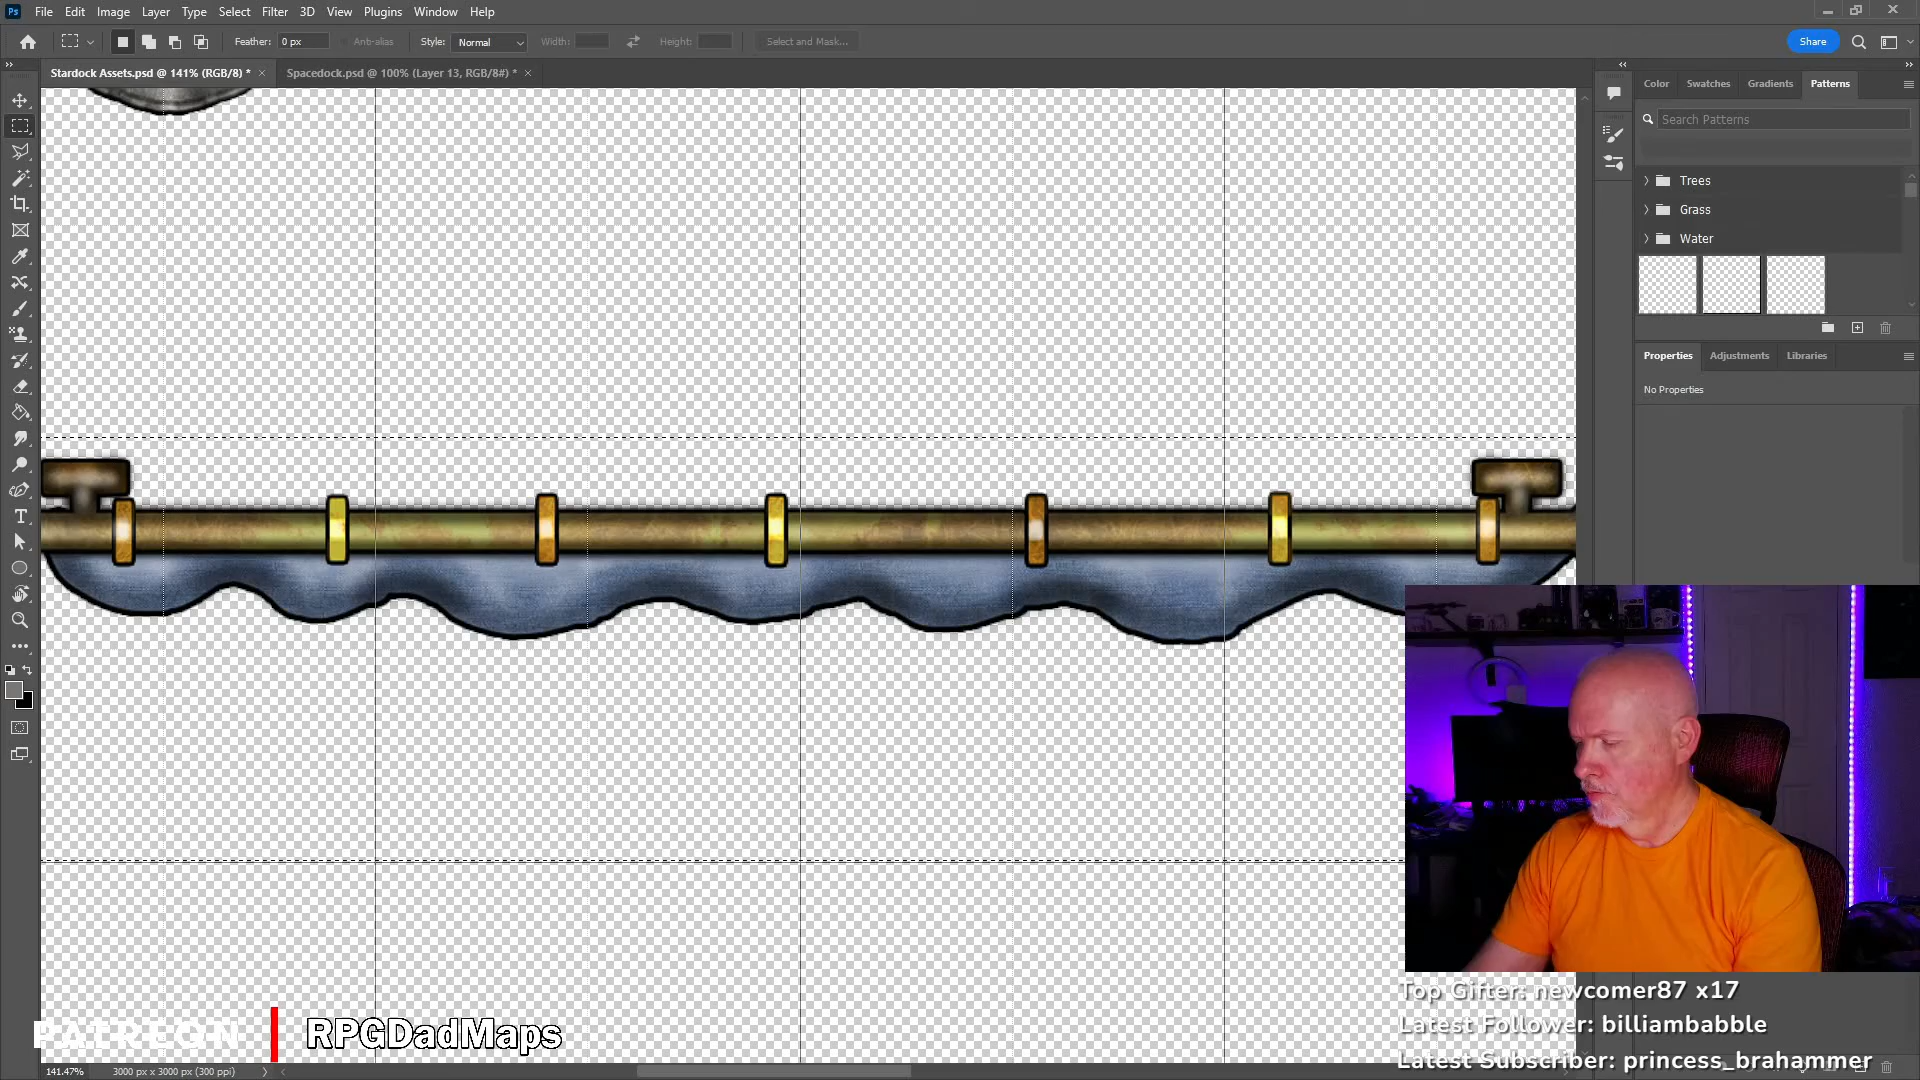 Ps File Edit Image Layer Type Select Filter 3D View Plugins Window Help
Feather: 0 px Anti-alias Style: Normal Width: Height: Select and Mask... Share
Stardock Assets.psd @ 141% (RGB/8) * × Spacedock.psd @ 100% (Layer 13, RGB/8#) * ×
Color Swatches Gradients Patterns
Search Patterns
Trees
Grass
Water
Properties Adjustments Libraries
No Properties
PATREON RPGDadMaps
Top Gifter: newcomer87 x17
Latest Follower: billiambabble
Latest Subscriber: princess_brahammer
141.47% 3000 px x 3000 px (300 ppi)